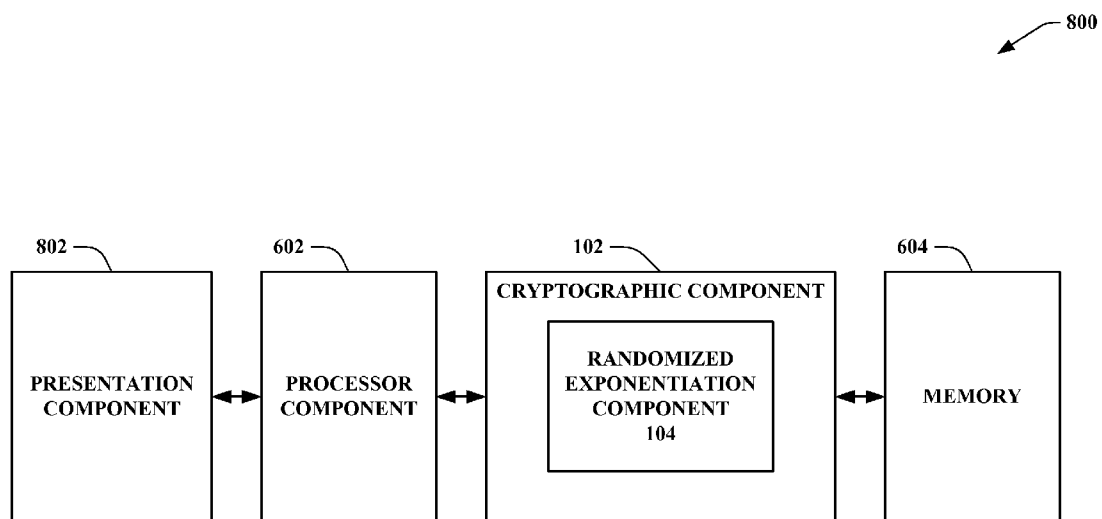 800
802
602
102
604
CRYPTOGRAPHIC COMPONENT
PRESENTATION
COMPONENT
PROCESSOR
COMPONENT
RANDOMIZED
EXPONENTIATION
COMPONENT
104
MEMORY